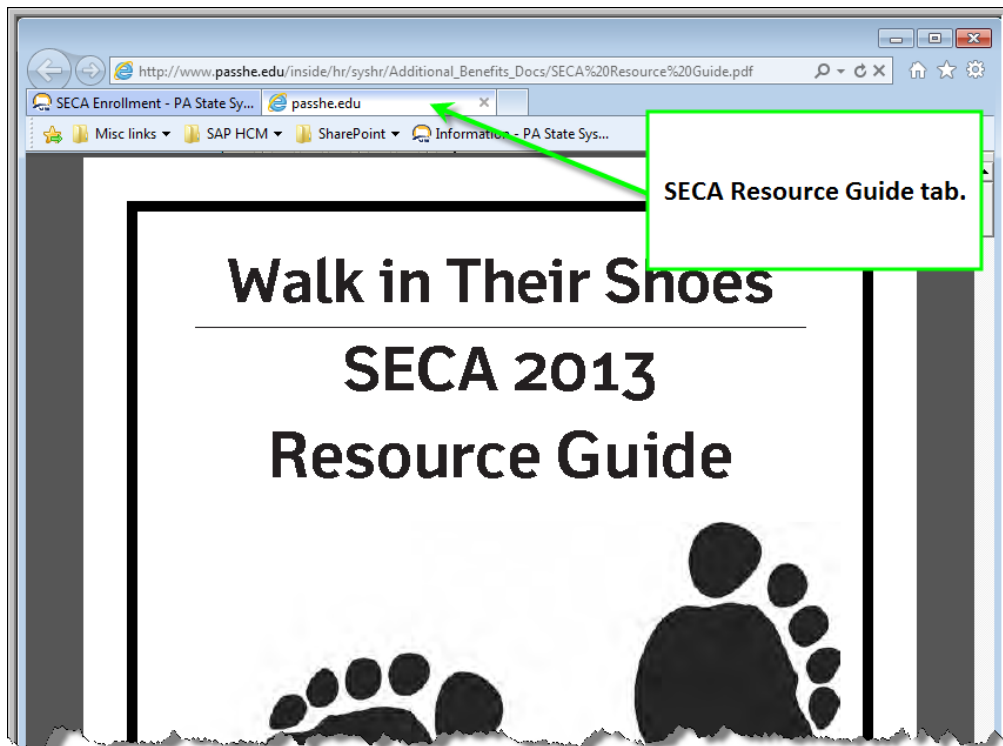 http://www.passhe.edu/inside/hr/syshr/Additional_Benefits_Docs/SECA%20Resource%20Guide.pdf
SECA Enrollment - PA State Sy... passhe.edu
Misc links SAP HCM SharePoint Information - PA State Sys...
SECA Resource Guide tab.
Walk in Their Shoes
SECA 2013
Resource Guide